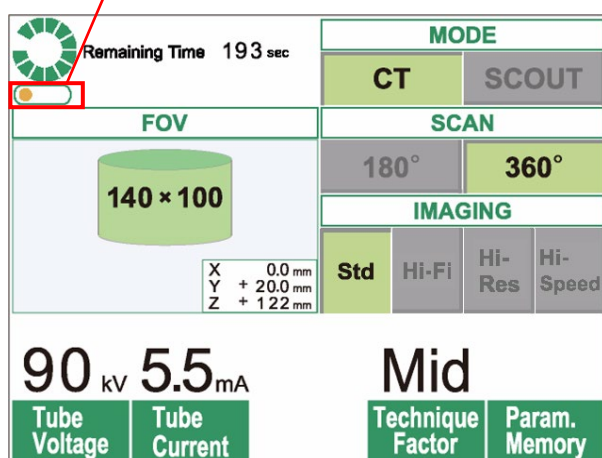 Remaining Time 193 sec
MODE
CT SCOUT
FOV
SCAN
140 × 100
180° 360°
IMAGING
X 0.0 mm
Y + 20.0 mm
Z + 122 mm
Std Hi-Fi Hi-Res Hi-Speed
90 kV 5.5 mA Mid
Tube Voltage
Tube Current
Technique Factor
Param. Memory